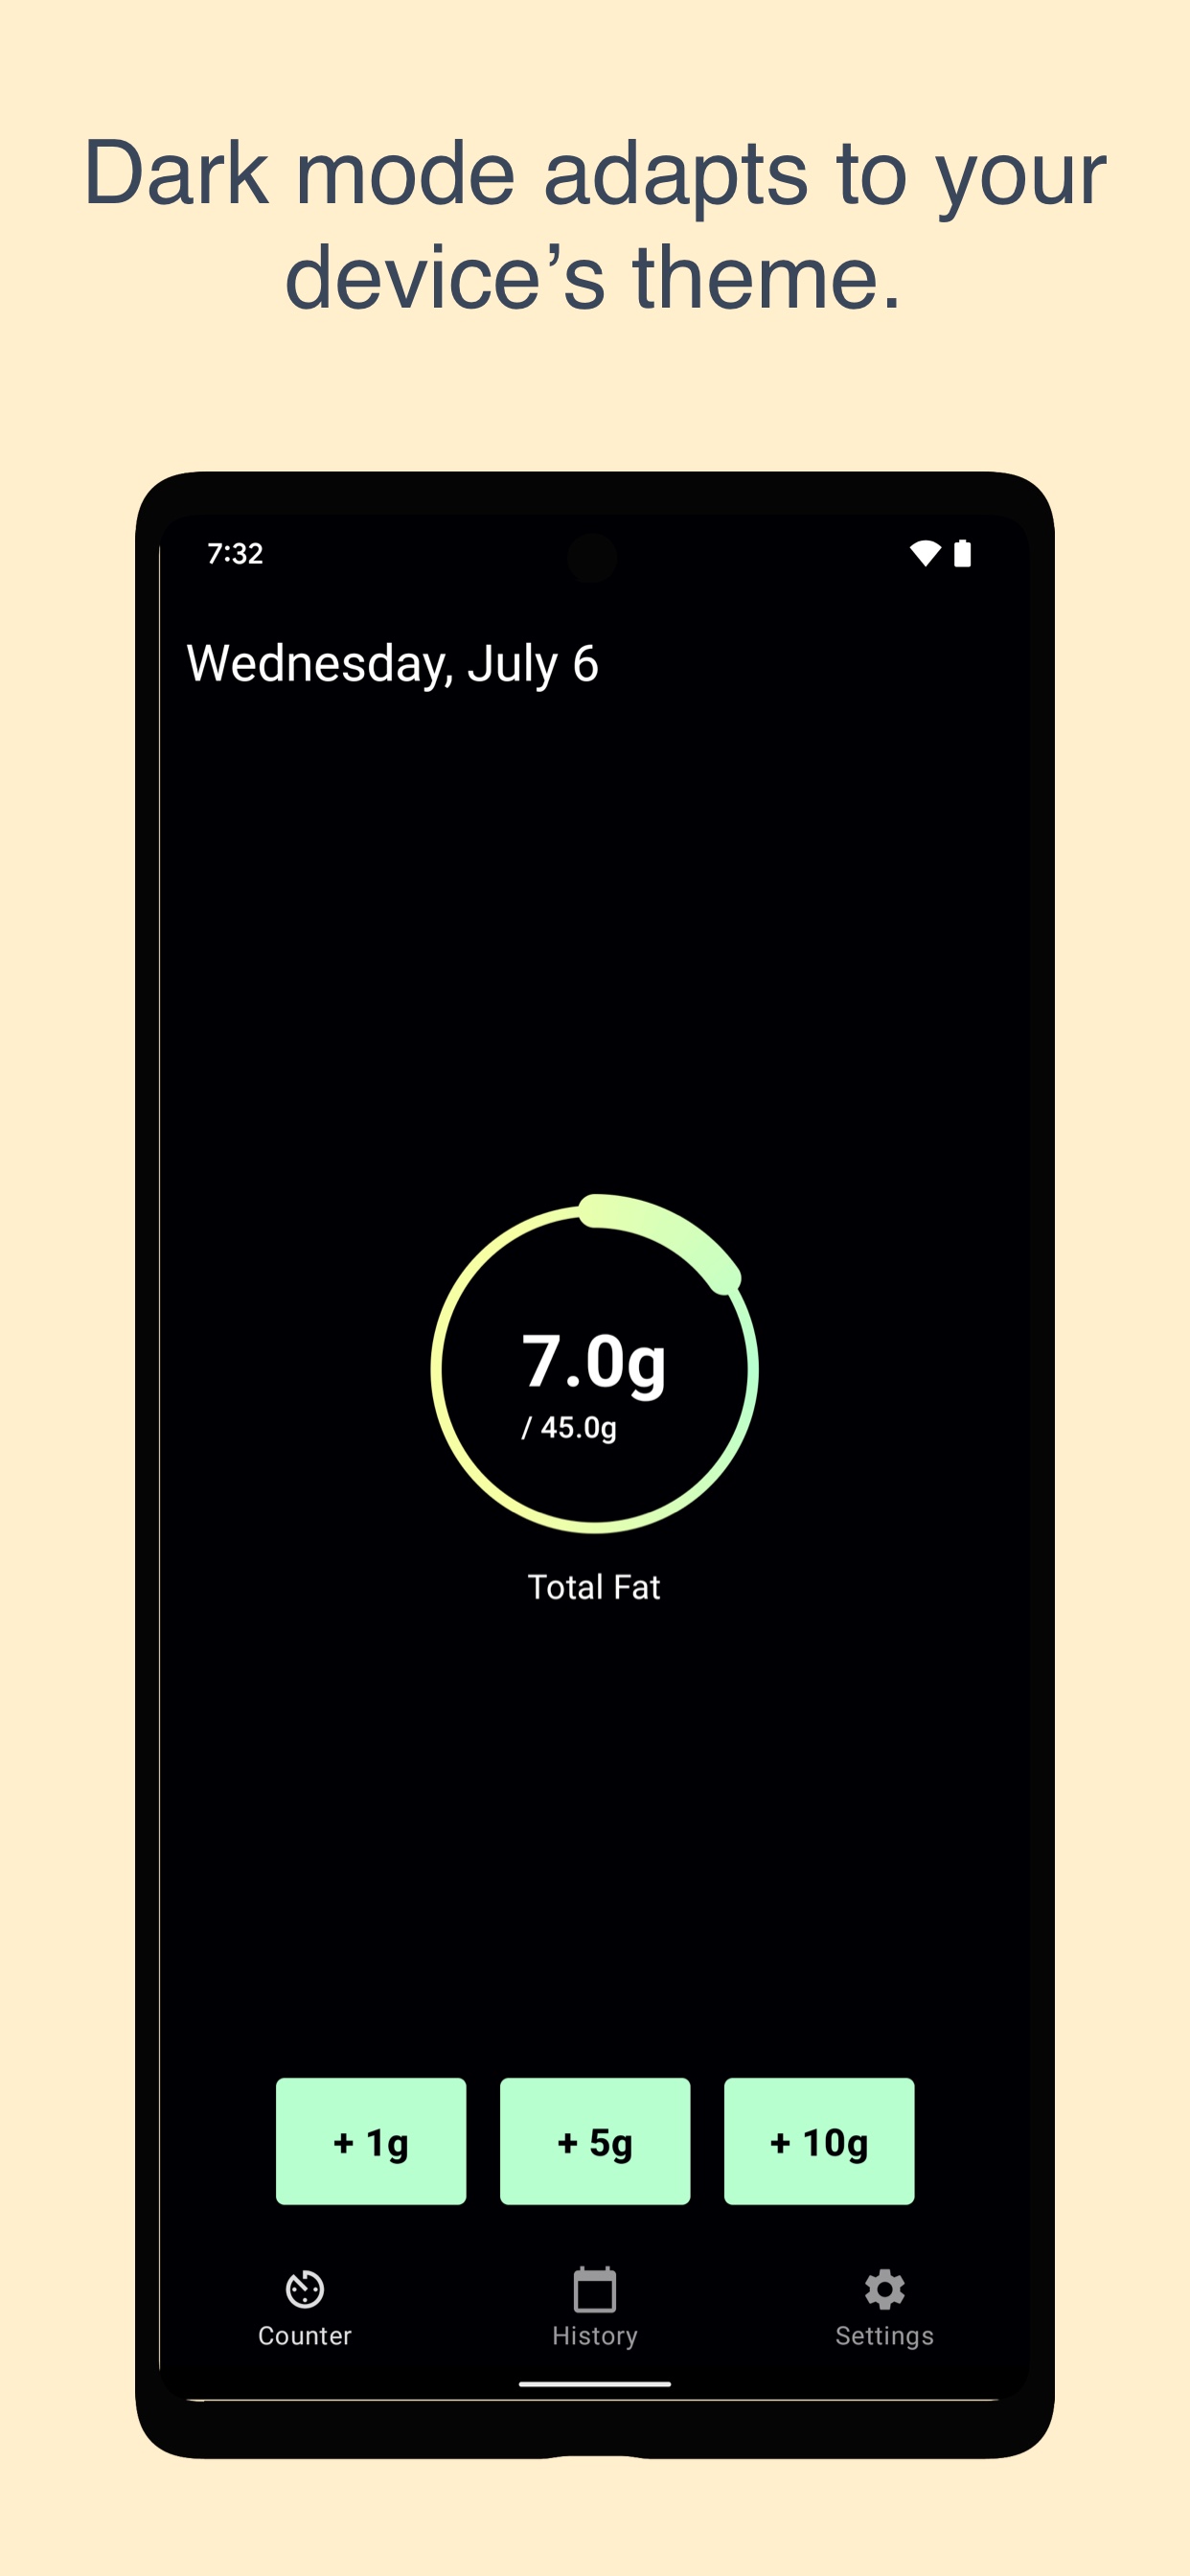 Dark mode adapts to your
device’s theme.
7:32
Wednesday, July 6
7.0g
/ 45.0g
Total Fat
+ 1g
+ 5g
+ 10g
Counter
History
Settings